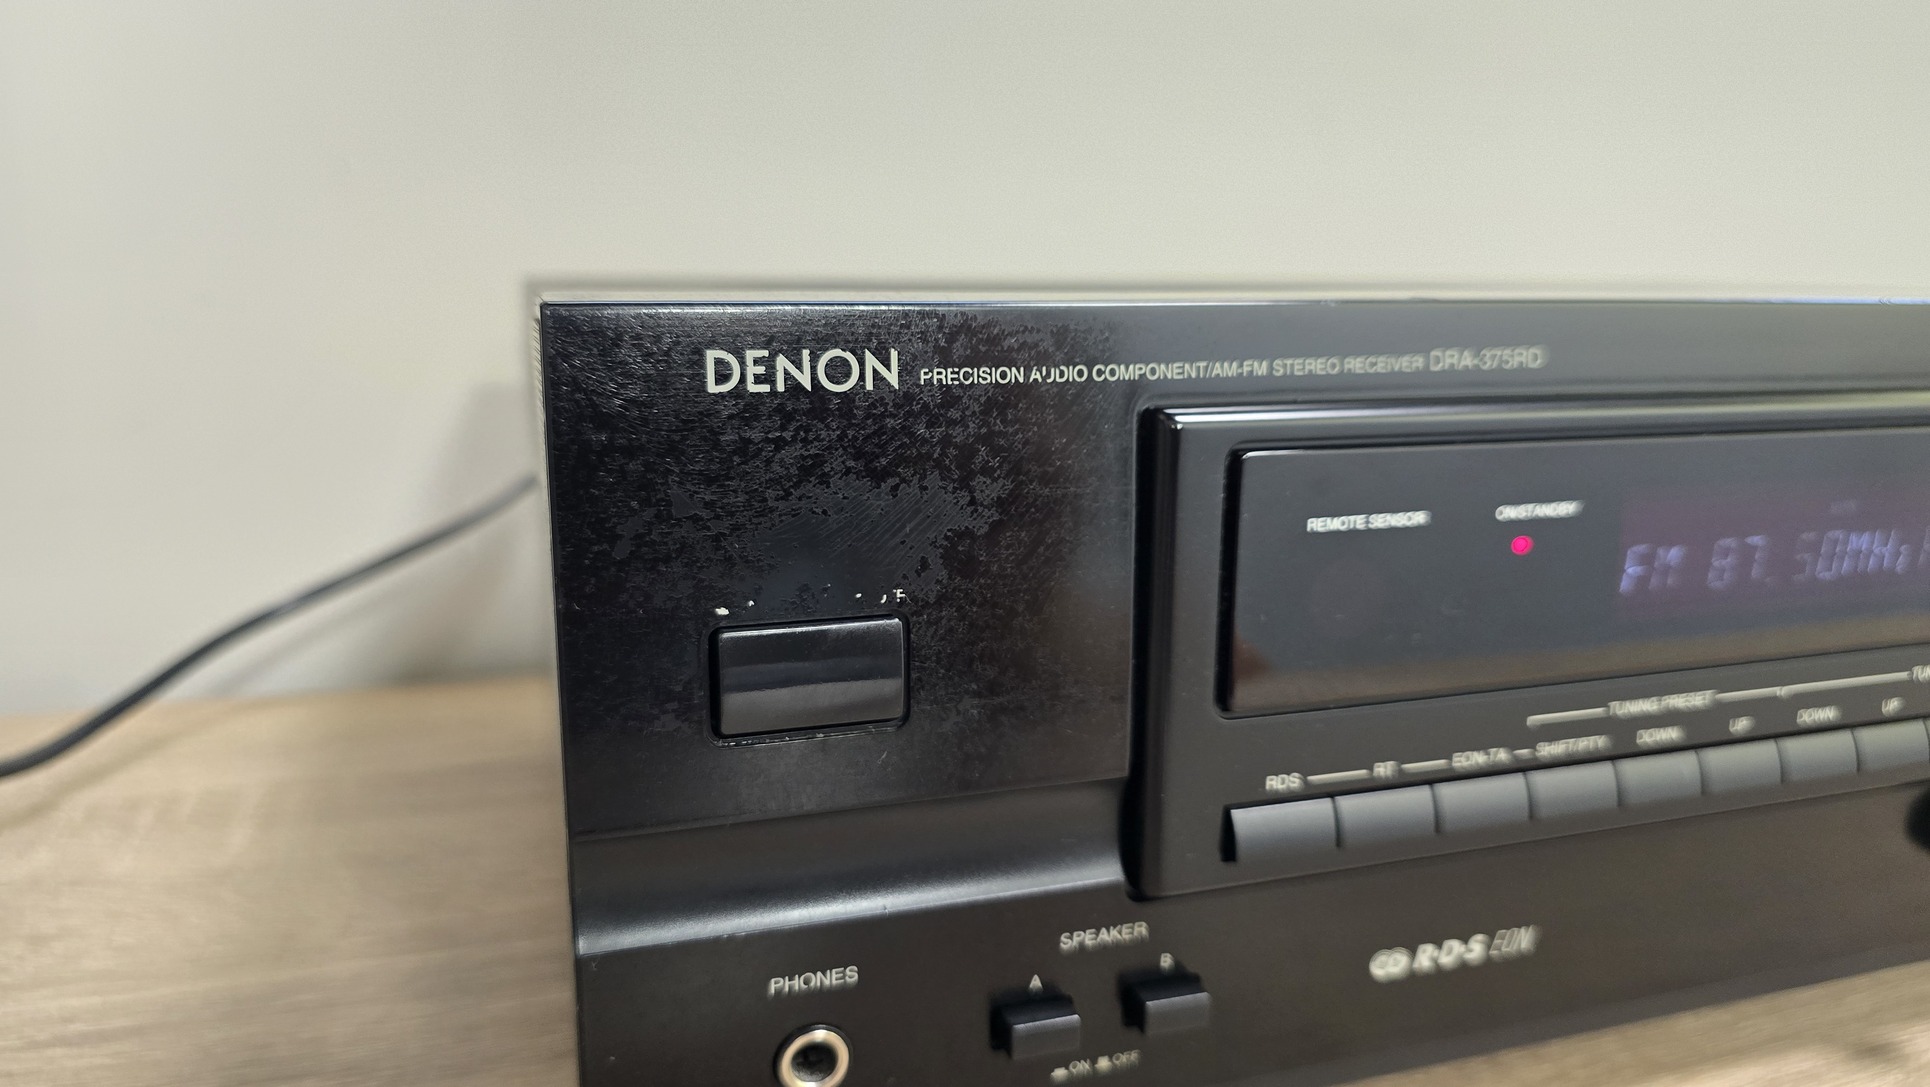 DENON PRECISION AUDIO COMPONENT/AM-FM STEREO RECEIVER DRA-375RD
REMOTE SENSOR ON/STANDBY
FM 87.50MHz
TUNING PRESET
RDS RT EON-TA SHIFT/PTY DOWN UP DOWN UP
SPEAKER
A B
ON OFF
PHONES
R·D·S EON